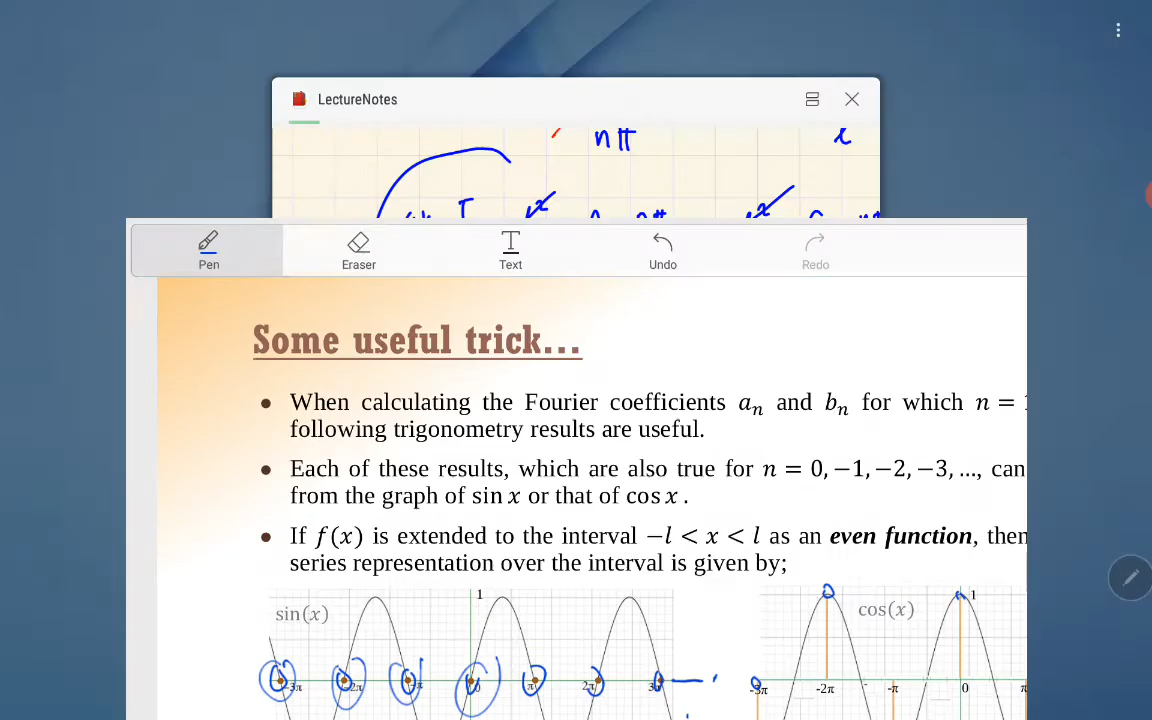 LectureNotes
nπ
Pen
Eraser
Text
Undo
Redo
Some useful trick...
● When calculating the Fourier coefficients aₙ and bₙ for which n =
following trigonometry results are useful.
● Each of these results, which are also true for n = 0, −1, −2, −3, ..., can
from the graph of sin x or that of cos x .
● If f(x) is extended to the interval −l < x < l as an even function, then
series representation over the interval is given by;
sin(x)
1
-3π -2π -π 0 π 2π 3π
cos(x)
1
-3π -2π -π 0 π